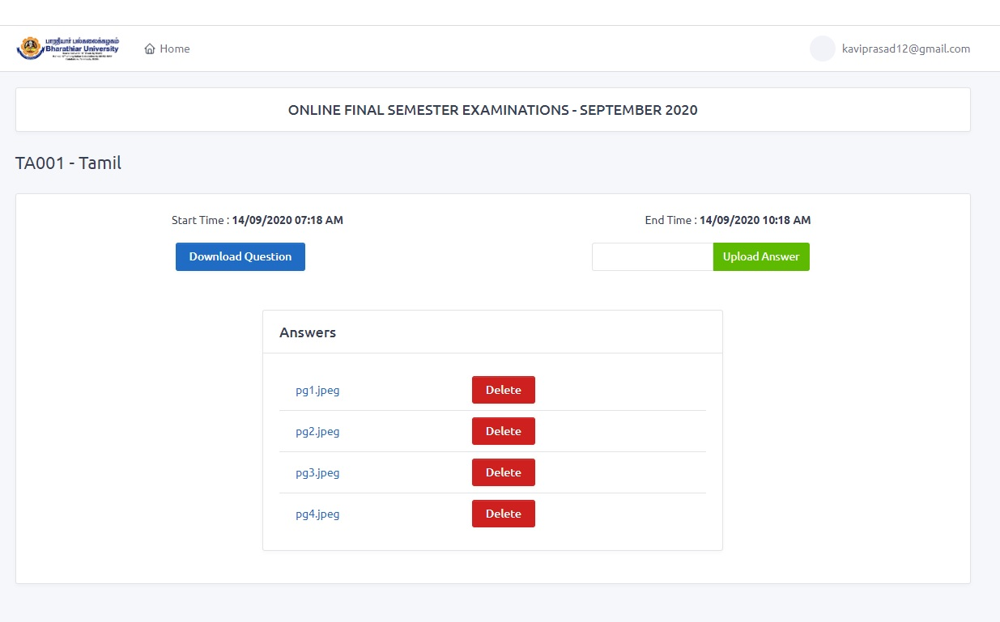 பாரதியார் பல்கலைக்கழகம்
Bharathiar University
Home
kaviprasad12@gmail.com
ONLINE FINAL SEMESTER EXAMINATIONS - SEPTEMBER 2020
TA001 - Tamil
Start Time : 14/09/2020 07:18 AM
End Time : 14/09/2020 10:18 AM
Download Question
Upload Answer
Answers
pg1.jpeg Delete
pg2.jpeg Delete
pg3.jpeg Delete
pg4.jpeg Delete